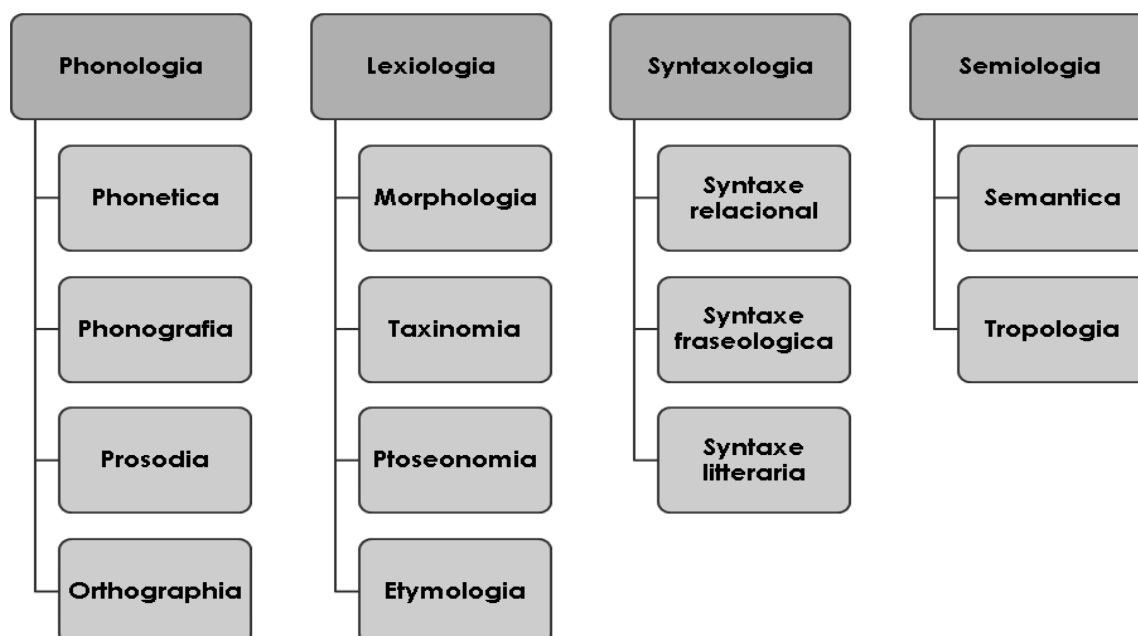 Phonologia
Phonetica
Phonografia
Prosodia
Orthographia
Lexiologia
Morphologia
Taxinomia
Ptoseonomia
Etymologia
Syntaxologia
Syntaxe
relacional
Syntaxe
fraseologica
Syntaxe
litteraria
Semiologia
Semantica
Tropologia